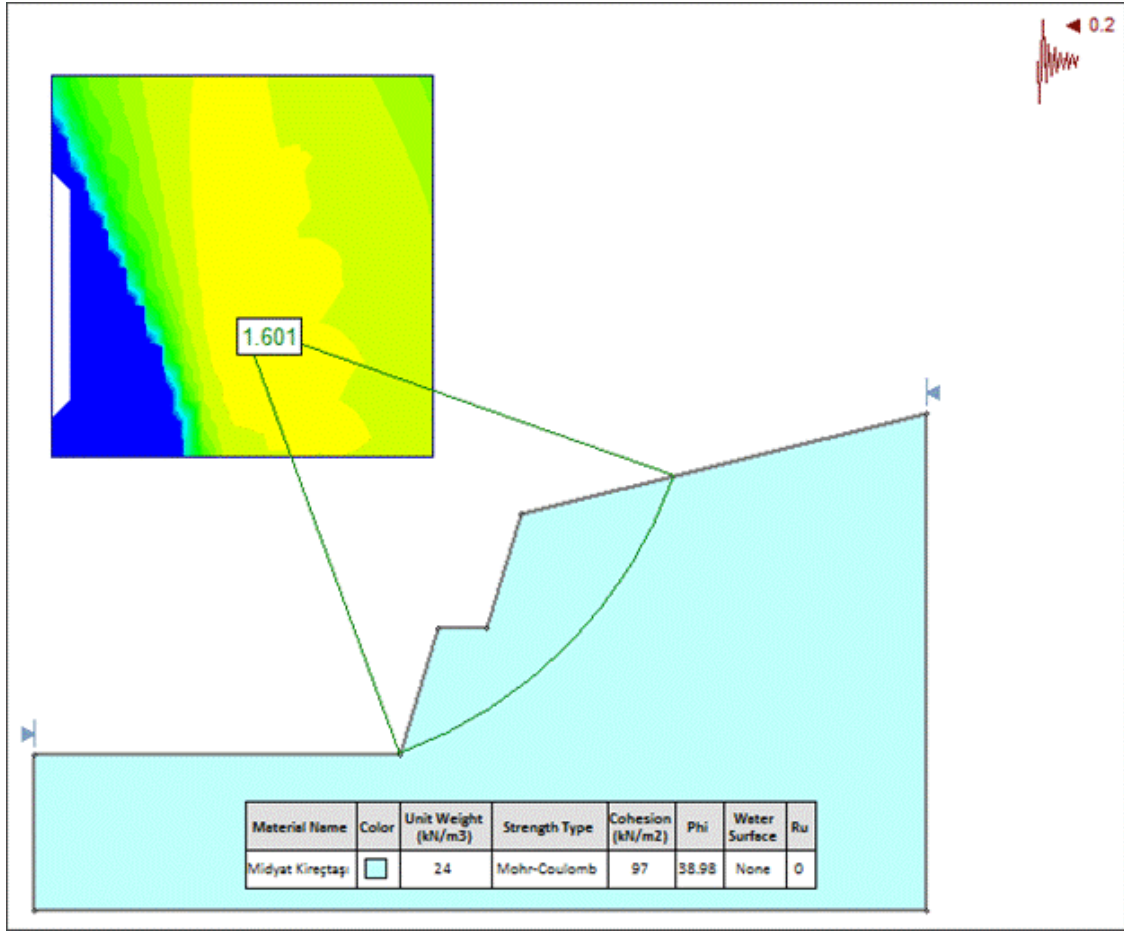 0.2
1.601
Material Name Color Unit Weight (kN/m3) Strength Type Cohesion (kN/m2) Phi Water Surface Ru
Midyat Kireçtaşı 24 Mohr-Coulomb 97 38.98 None 0